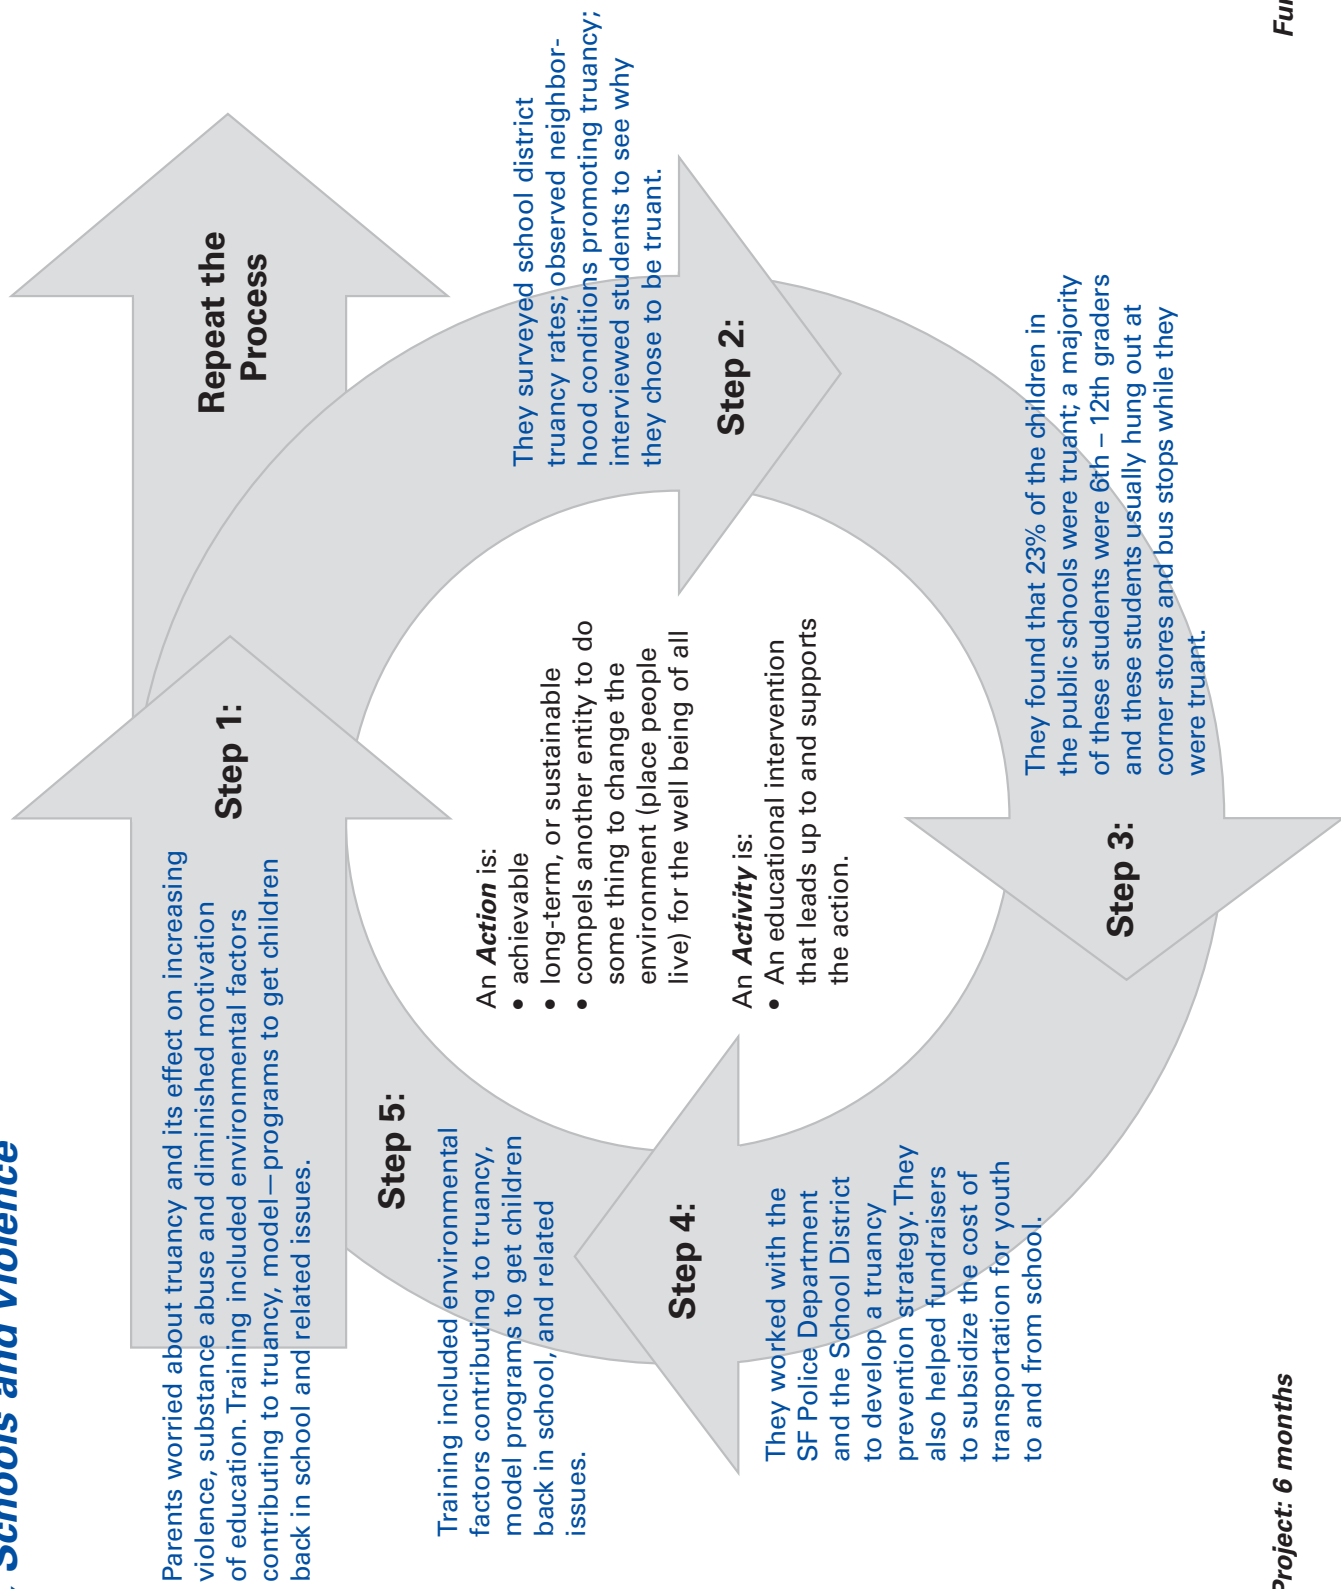 Schools and Violence
Parents worried about truancy and its effect on increasing
violence, substance abuse and diminished motivation
of education. Training included environmental factors
contributing to truancy, model—programs to get children
back in school and related issues.
Step 1:
Repeat the
Process
They surveyed school district
truancy rates; observed neighbor-
hood conditions promoting truancy;
interviewed students to see why
they chose to be truant.
Step 2:
They found that 23% of the children in
the public schools were truant; a majority
of these students were 6th – 12th graders
and these students usually hung out at
corner stores and bus stops while they
were truant.
Step 3:
Step 4:
They worked with the
SF Police Department
and the School District
to develop a truancy
prevention strategy. They
also helped fundraisers
to subsidize the cost of
transportation for youth
to and from school.
Step 5:
Training included environmental
factors contributing to truancy,
model programs to get children
back in school, and related
issues.
An Action is:
• achievable
• long-term, or sustainable
• compels another entity to do
some thing to change the
environment (place people
live) for the well being of all
An Activity is:
• An educational intervention
that leads up to and supports
the action.
Project: 6 months
Fu